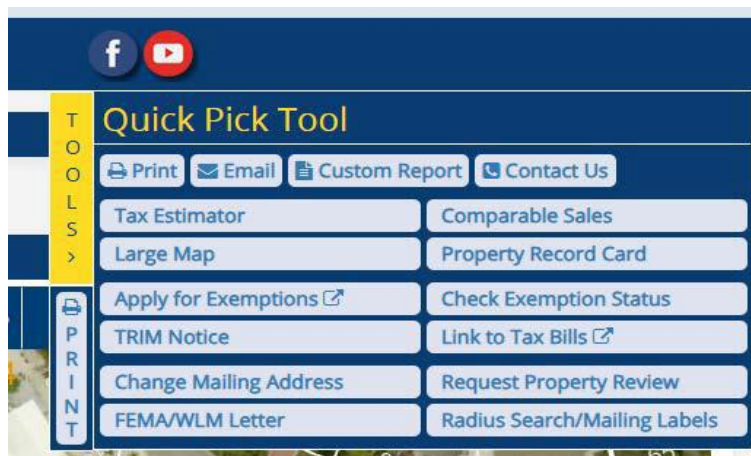 f
TOOLS >
Quick Pick Tool
Print Email Custom Report Contact Us
Tax Estimator Comparable Sales
Large Map Property Record Card
Apply for Exemptions Check Exemption Status
TRIM Notice Link to Tax Bills
Change Mailing Address Request Property Review
FEMA/WLM Letter Radius Search/Mailing Labels
PRINT